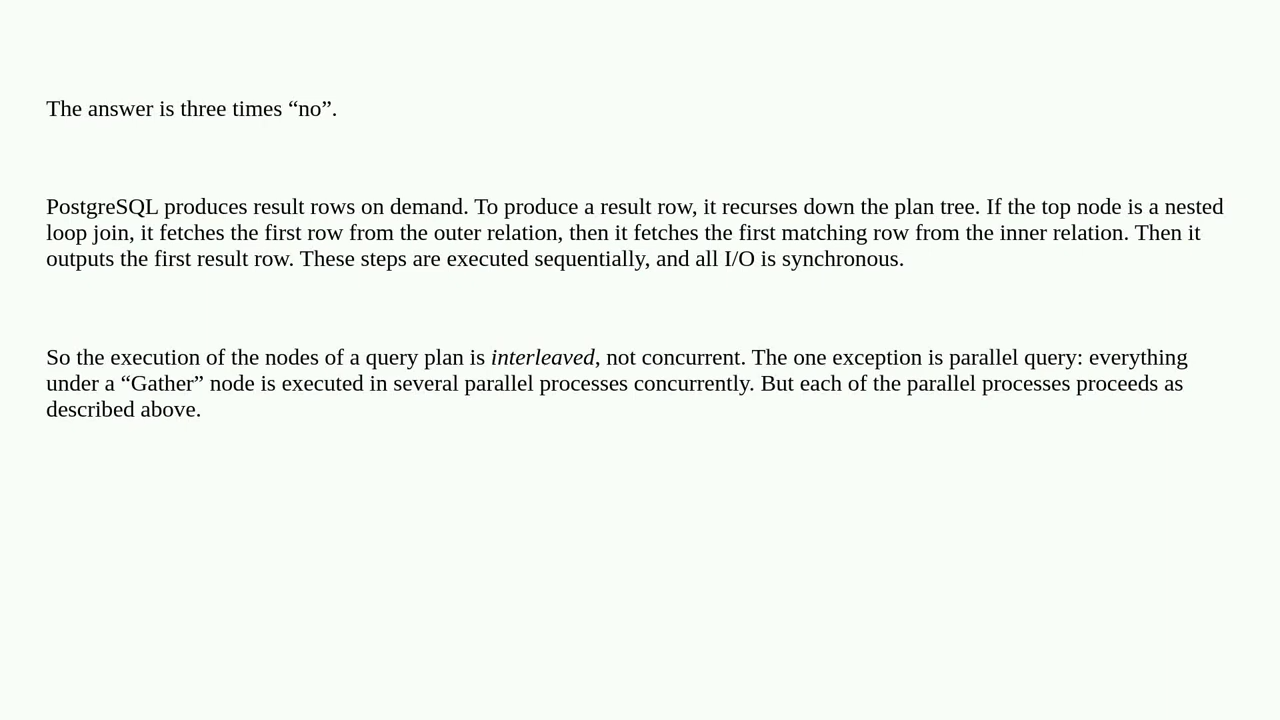 The answer is three times “no”.
PostgreSQL produces result rows on demand. To produce a result row, it recurses down the plan tree. If the top node is a nested
loop join, it fetches the first row from the outer relation, then it fetches the first matching row from the inner relation. Then it
outputs the first result row. These steps are executed sequentially, and all I/O is synchronous.
So the execution of the nodes of a query plan is interleaved, not concurrent. The one exception is parallel query: everything
under a “Gather” node is executed in several parallel processes concurrently. But each of the parallel processes proceeds as
described above.